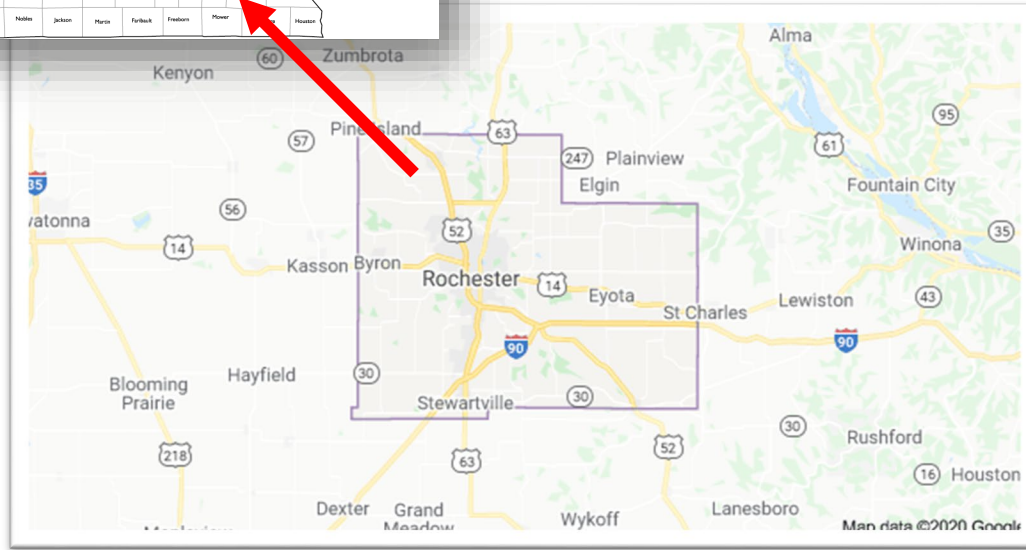 Nobles Jackson Martin Faribault Freeborn Mower Houston
Alma
60 Zumbrota
Kenyon
95
Pine Island 63
57 61
247 Plainview
35 Elgin Fountain City
56
watonna 52 35
14 Winona
Kasson Byron
Rochester 14
Eyota Lewiston 43
St Charles
90 90
30 Hayfield
Blooming
Prairie
Stewartville 30
30
Rushford
218 63 52
16 Houston
Dexter Grand
Meadow
Wykoff Lanesboro
Map data ©2020 Google